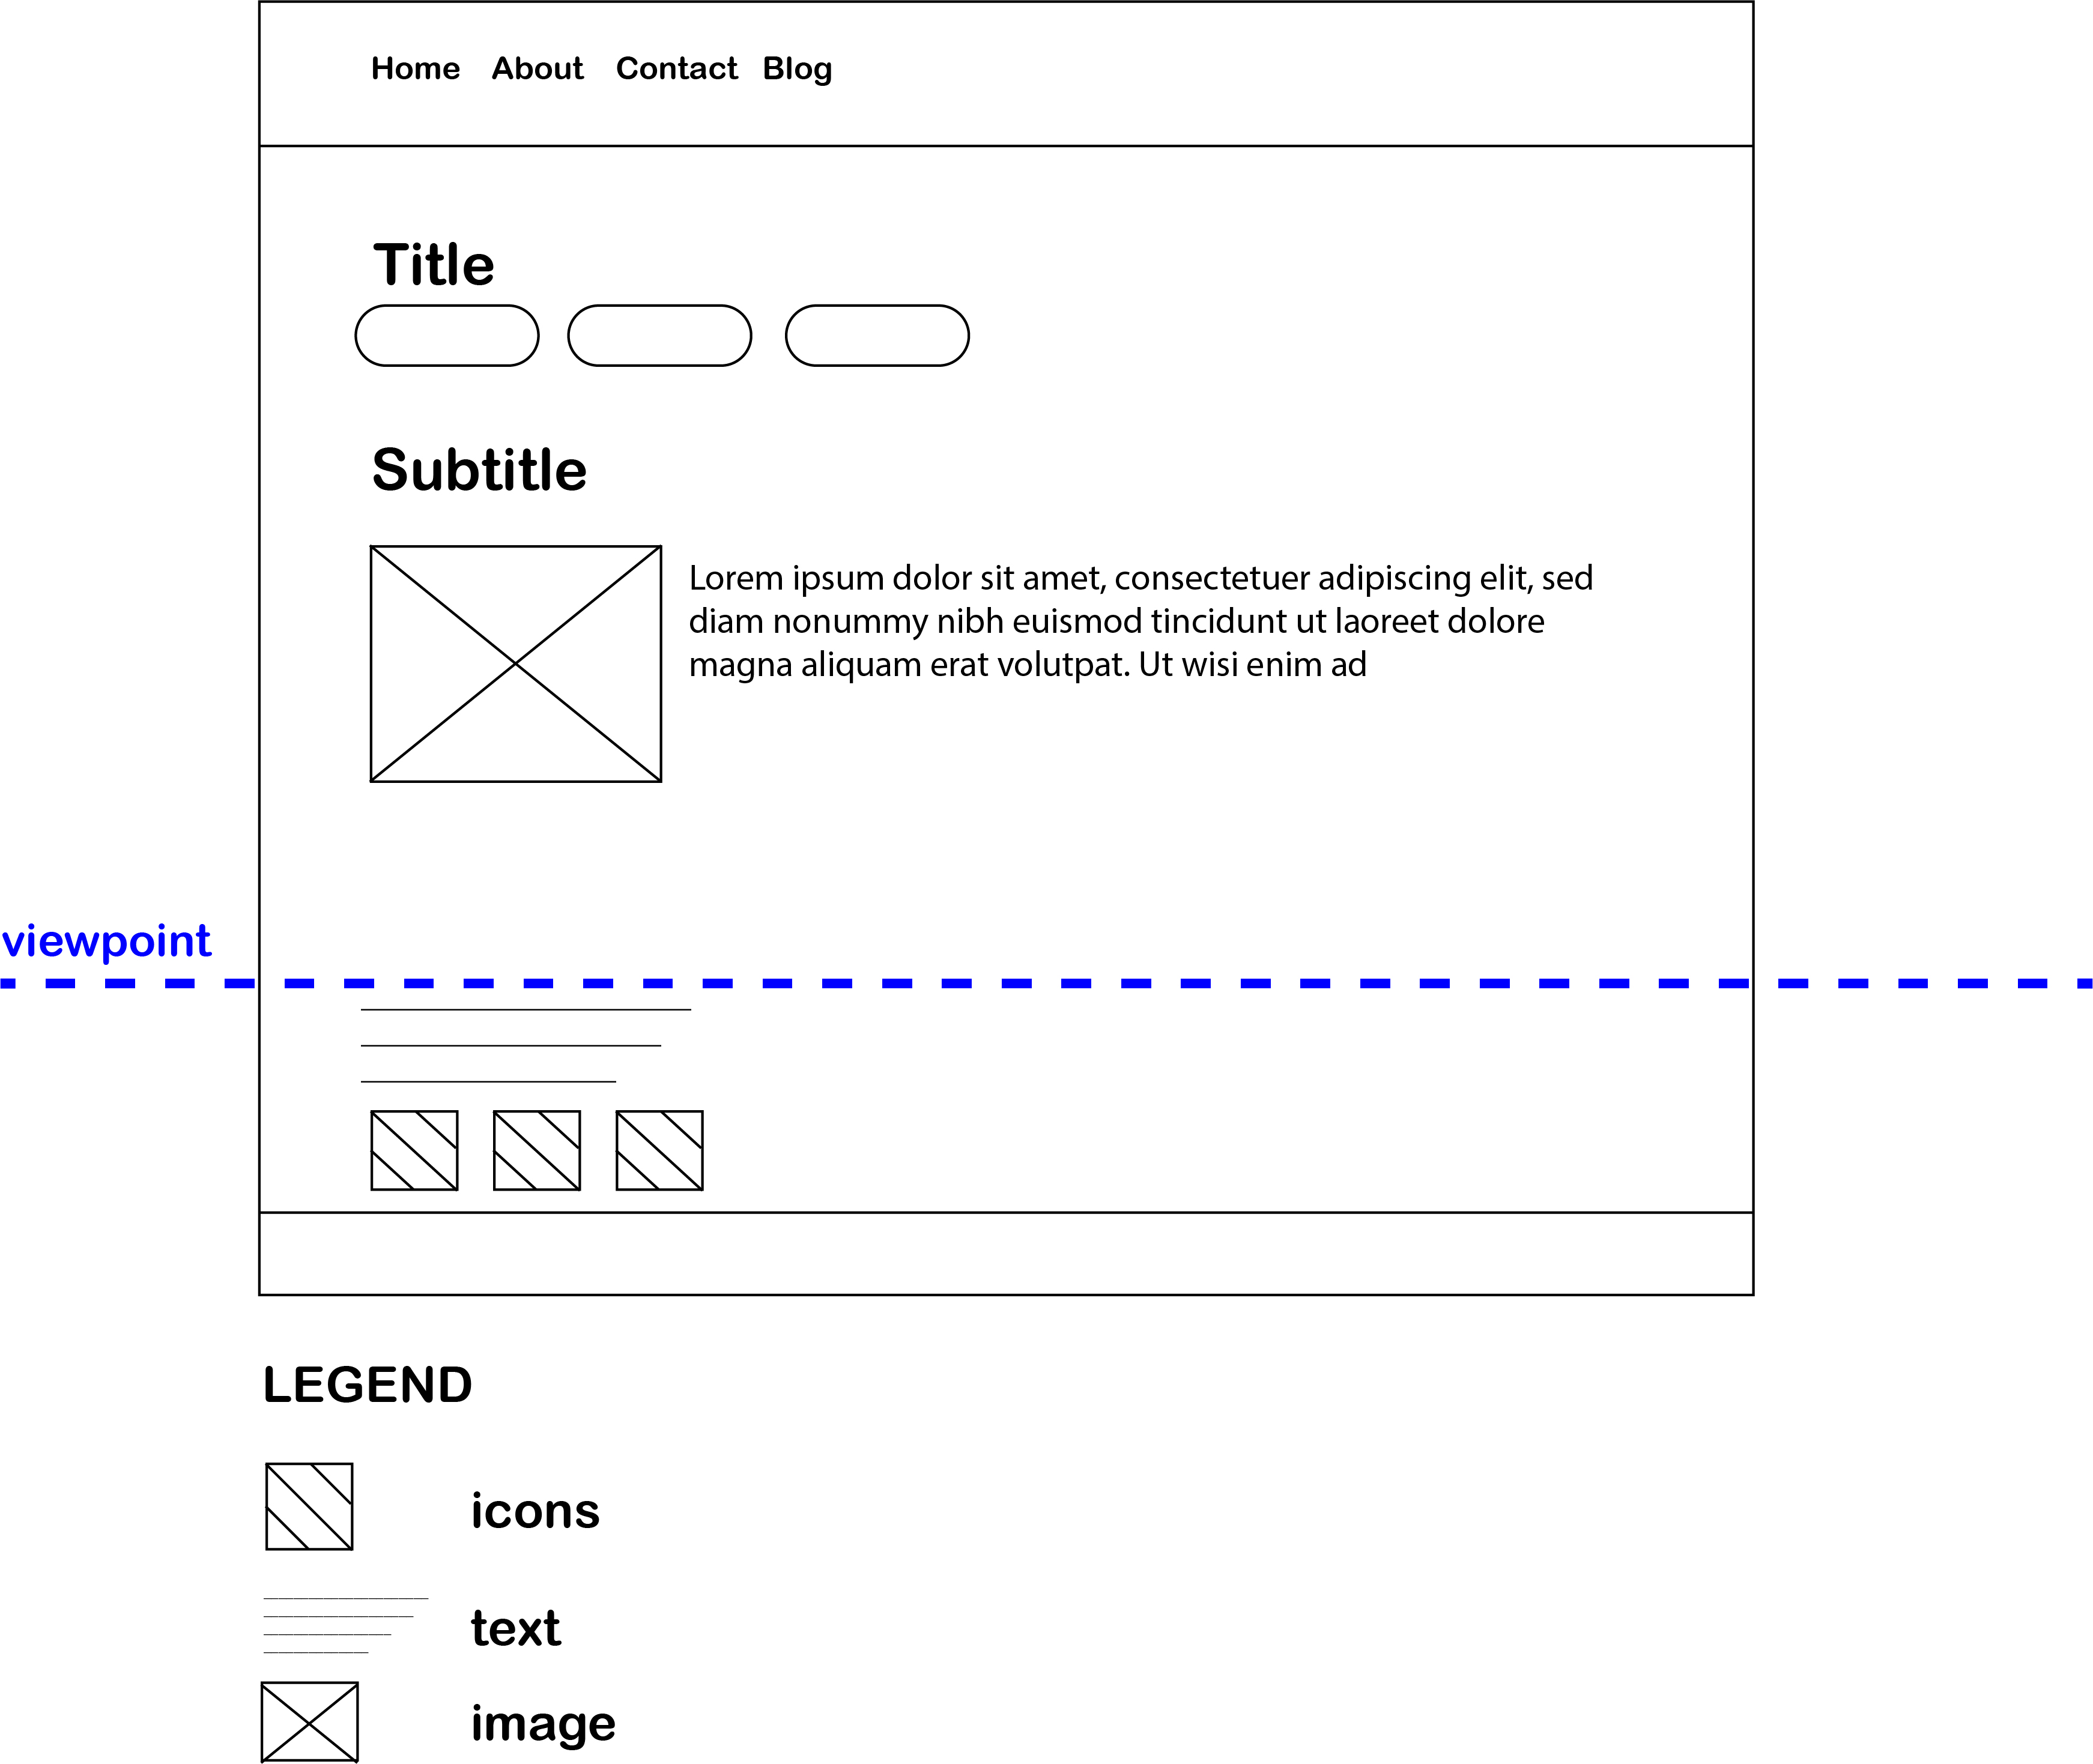 Home About Contact Blog
Title
Subtitle
Lorem ipsum dolor sit amet, consectetuer adipiscing elit, sed
diam nonummy nibh euismod tincidunt ut laoreet dolore
magna aliquam erat volutpat. Ut wisi enim ad
viewpoint
LEGEND
icons
text
image